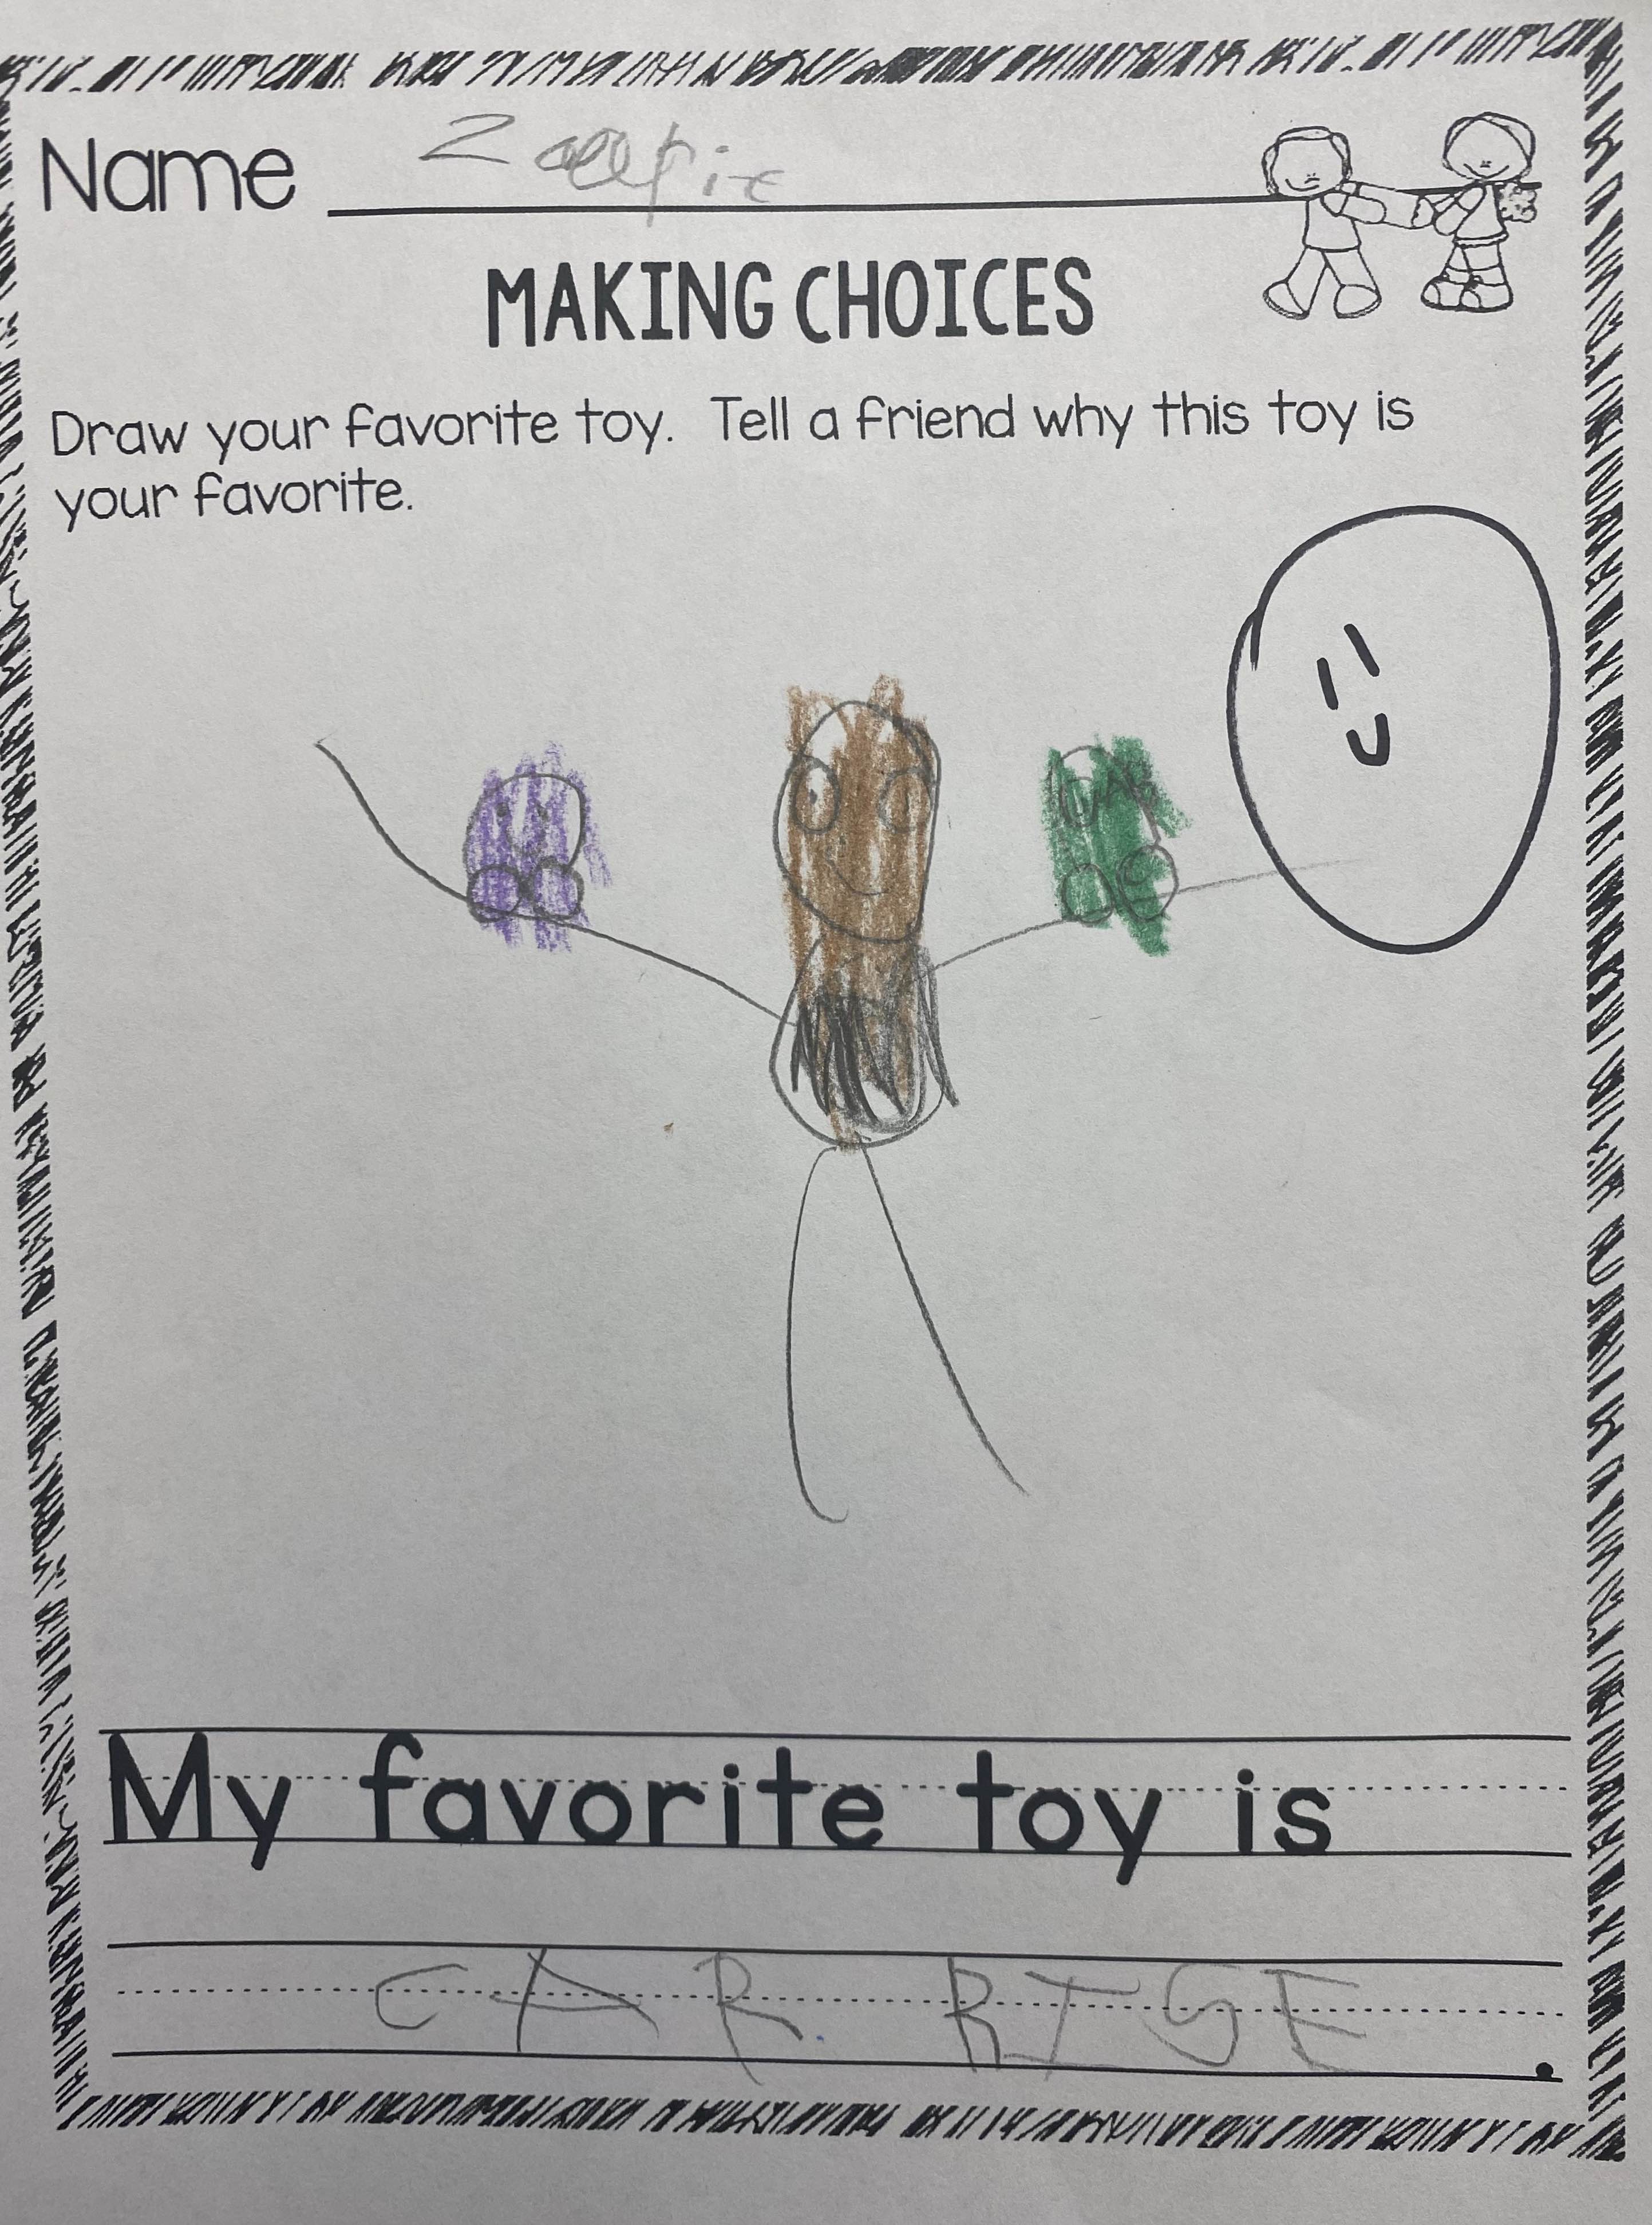 Name
MAKING CHOICES
Draw your favorite toy. Tell a friend why this toy is
your favorite.
My favorite toy is
CAR RISE.